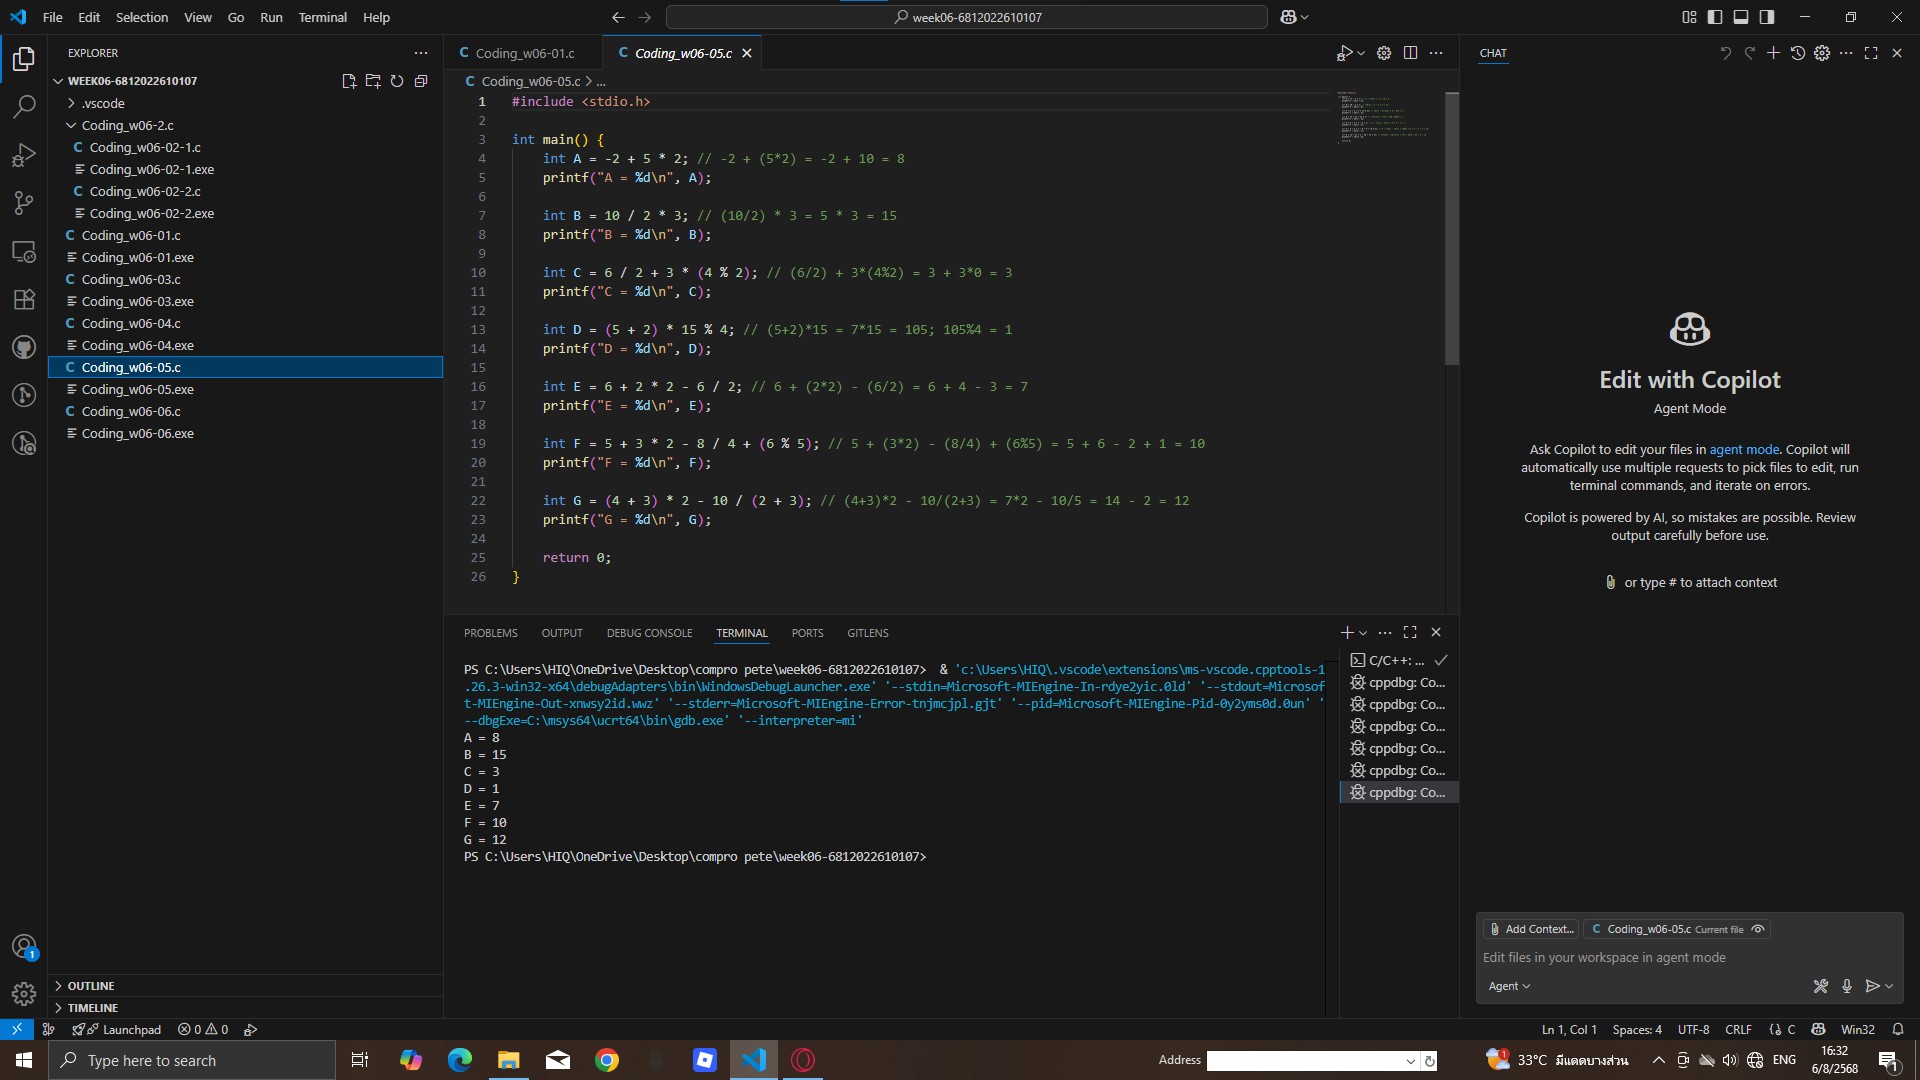 File Edit Selection View Go Run Terminal Help
week06-6812022610107
EXPLORER
WEEK06-6812022610107
.vscode
Coding_w06-2.c
Coding_w06-02-1.c
Coding_w06-02-1.exe
Coding_w06-02-2.c
Coding_w06-02-2.exe
Coding_w06-01.c
Coding_w06-01.exe
Coding_w06-03.c
Coding_w06-03.exe
Coding_w06-04.c
Coding_w06-04.exe
Coding_w06-05.c
Coding_w06-05.exe
Coding_w06-06.c
Coding_w06-06.exe
OUTLINE
TIMELINE
C Coding_w06-01.c
C Coding_w06-05.c
C Coding_w06-05.c > ...
1 #include <stdio.h>
2
3 int main() {
4 int A = -2 + 5 * 2; // -2 + (5*2) = -2 + 10 = 8
5 printf("A = %d\n", A);
6
7 int B = 10 / 2 * 3; // (10/2) * 3 = 5 * 3 = 15
8 printf("B = %d\n", B);
9
10 int C = 6 / 2 + 3 * (4 % 2); // (6/2) + 3*(4%2) = 3 + 3*0 = 3
11 printf("C = %d\n", C);
12
13 int D = (5 + 2) * 15 % 4; // (5+2)*15 = 7*15 = 105; 105%4 = 1
14 printf("D = %d\n", D);
15
16 int E = 6 + 2 * 2 - 6 / 2; // 6 + (2*2) - (6/2) = 6 + 4 - 3 = 7
17 printf("E = %d\n", E);
18
19 int F = 5 + 3 * 2 - 8 / 4 + (6 % 5); // 5 + (3*2) - (8/4) + (6%5) = 5 + 6 - 2 + 1 = 10
20 printf("F = %d\n", F);
21
22 int G = (4 + 3) * 2 - 10 / (2 + 3); // (4+3)*2 - 10/(2+3) = 7*2 - 10/5 = 14 - 2 = 12
23 printf("G = %d\n", G);
24
25 return 0;
26 }
PROBLEMS OUTPUT DEBUG CONSOLE TERMINAL PORTS GITLENS
PS C:\Users\HIQ\OneDrive\Desktop\compro pete\week06-6812022610107> & 'c:\Users\HIQ\.vscode\extensions\ms-vscode.cpptools-1
.26.3-win32-x64\debugAdapters\bin\WindowsDebugLauncher.exe' '--stdin=Microsoft-MIEngine-In-rdye2yic.0ld' '--stdout=Microsof
t-MIEngine-Out-xnwsy2id.wwz' '--stderr=Microsoft-MIEngine-Error-tnjmcjpl.gjt' '--pid=Microsoft-MIEngine-Pid-0y2yms0d.0un' '
--dbgExe=C:\msys64\ucrt64\bin\gdb.exe' '--interpreter=mi'
A = 8
B = 15
C = 3
D = 1
E = 7
F = 10
G = 12
PS C:\Users\HIQ\OneDrive\Desktop\compro pete\week06-6812022610107>
C/C++: ...
cppdbg: Co...
cppdbg: Co...
cppdbg: Co...
cppdbg: Co...
cppdbg: Co...
cppdbg: Co...
CHAT
Edit with Copilot
Agent Mode
Ask Copilot to edit your files in agent mode. Copilot will
automatically use multiple requests to pick files to edit, run
terminal commands, and iterate on errors.
Copilot is powered by AI, so mistakes are possible. Review
output carefully before use.
or type # to attach context
Add Context... C Coding_w06-05.c Current file
Edit files in your workspace in agent mode
Agent
1
Launchpad 0 0
Ln 1, Col 1 Spaces: 4 UTF-8 CRLF {} C Win32
Type here to search
Address
1 33°C มีแดดบางส่วน ENG
16:32
6/8/2568
1